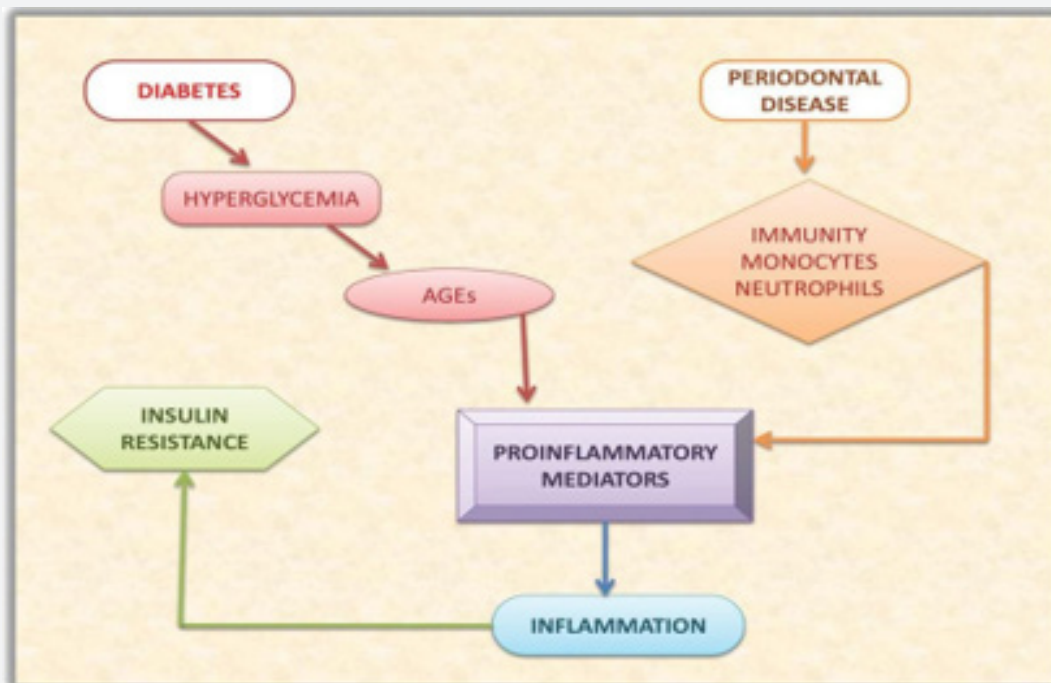 DIABETES
PERIODONTAL
DISEASE
HYPERGLYCEMIA
IMMUNITY
MONOCYTES
NEUTROPHILS
AGEs
INSULIN
RESISTANCE
PROINFLAMMATORY
MEDIATORS
INFLAMMATION